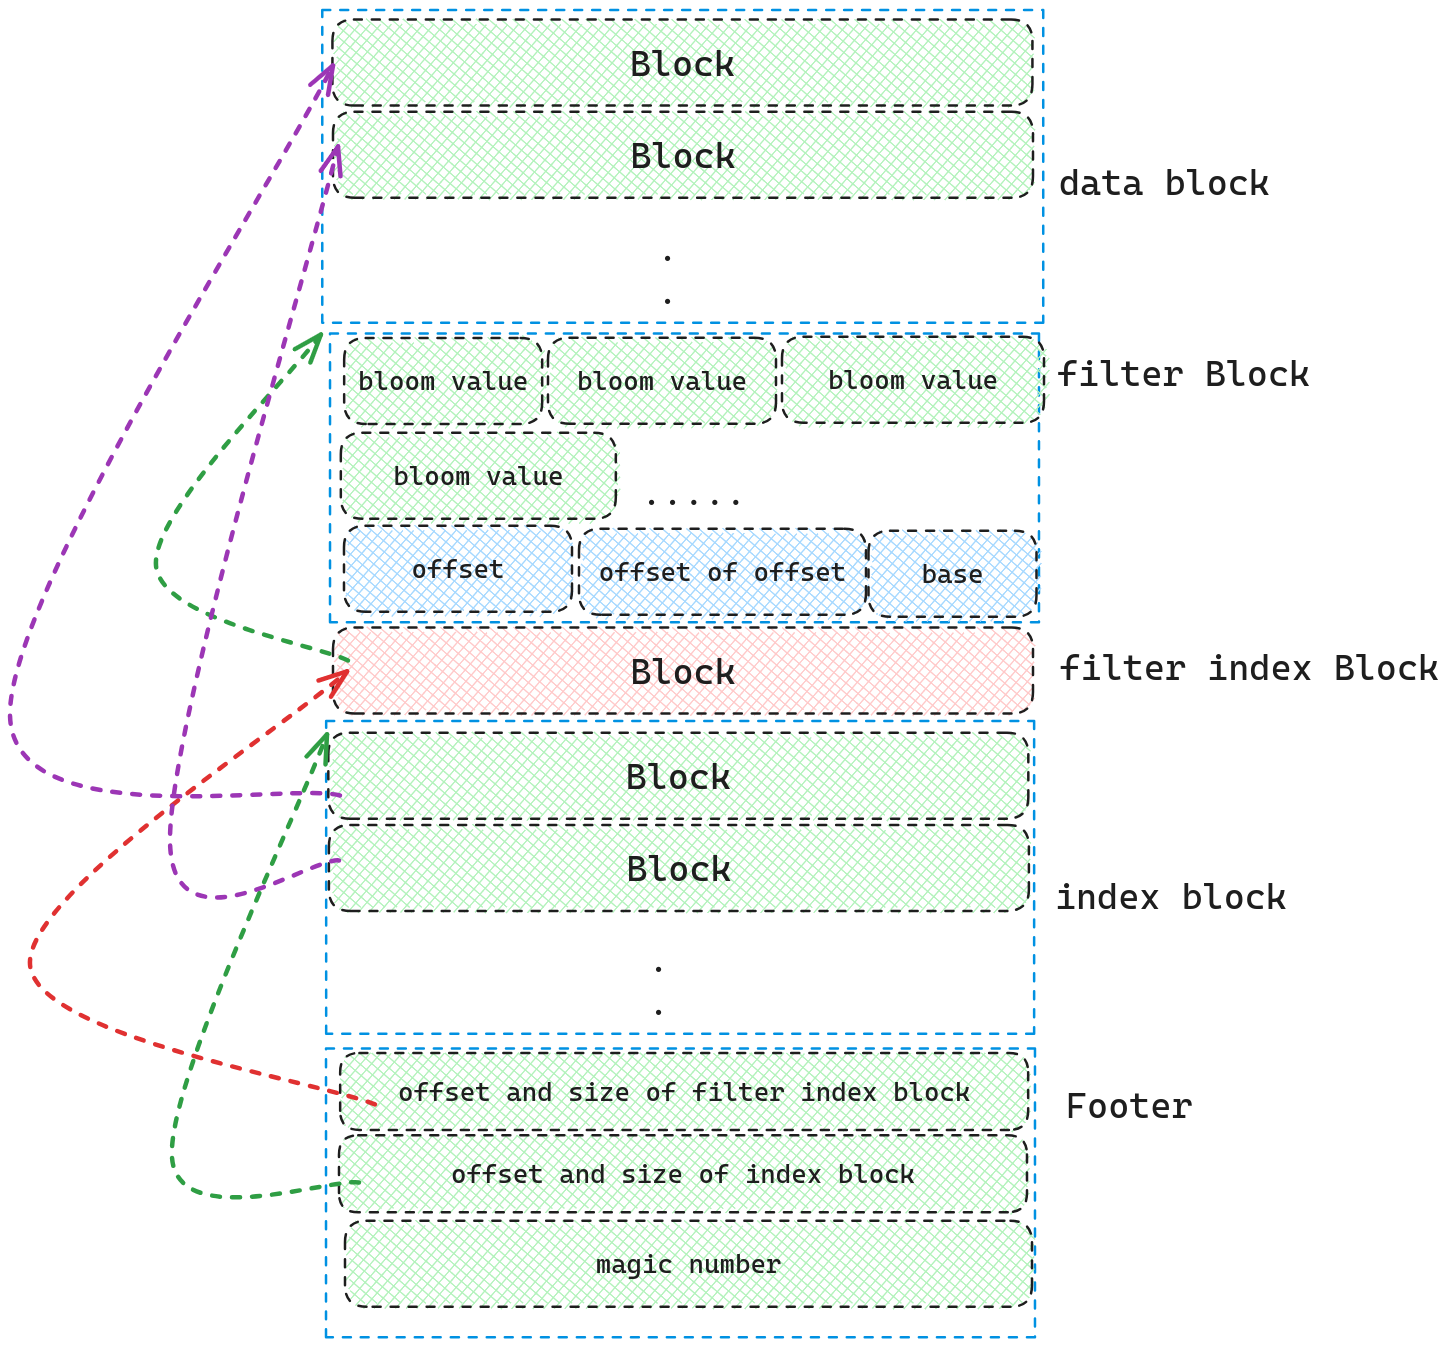 Block
Block
data block
.
.
bloom value bloom value bloom value
filter Block
bloom value
.....
offset offset of offset base
Block
filter index Block
Block
Block
index block
.
.
offset and size of filter index block
Footer
offset and size of index block
magic number